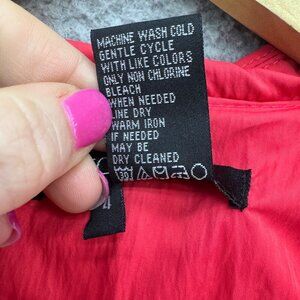 MACHINE WASH COLD
GENTLE CYCLE
WITH LIKE COLORS
ONLY NON CHLORINE
BLEACH
WHEN NEEDED
LINE DRY
WARM IRON
IF NEEDED
MAY BE
DRY CLEANED
4